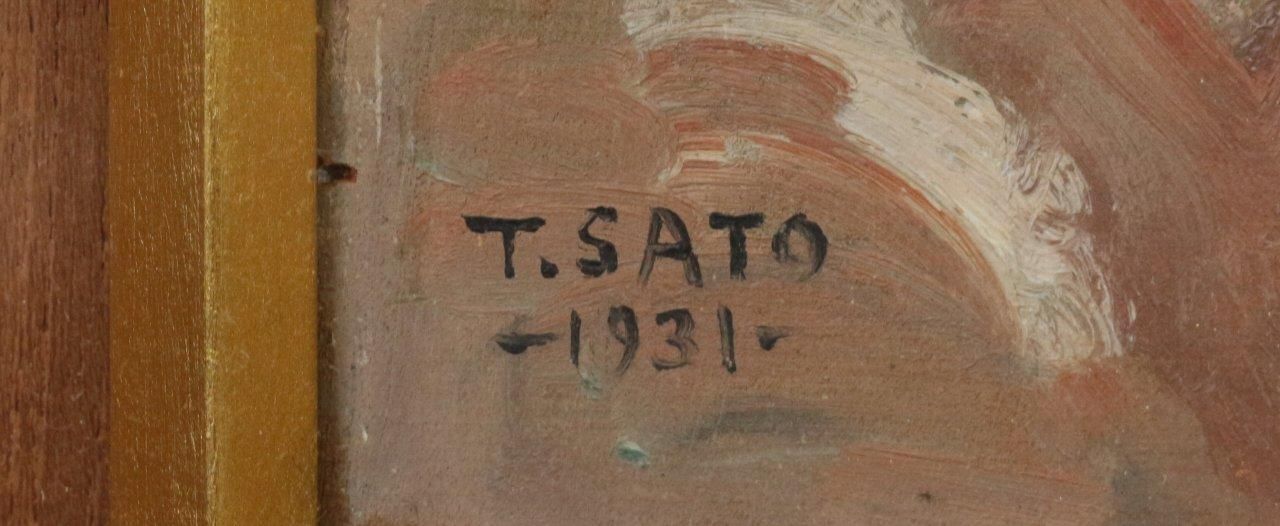 T. SATO
-1931-